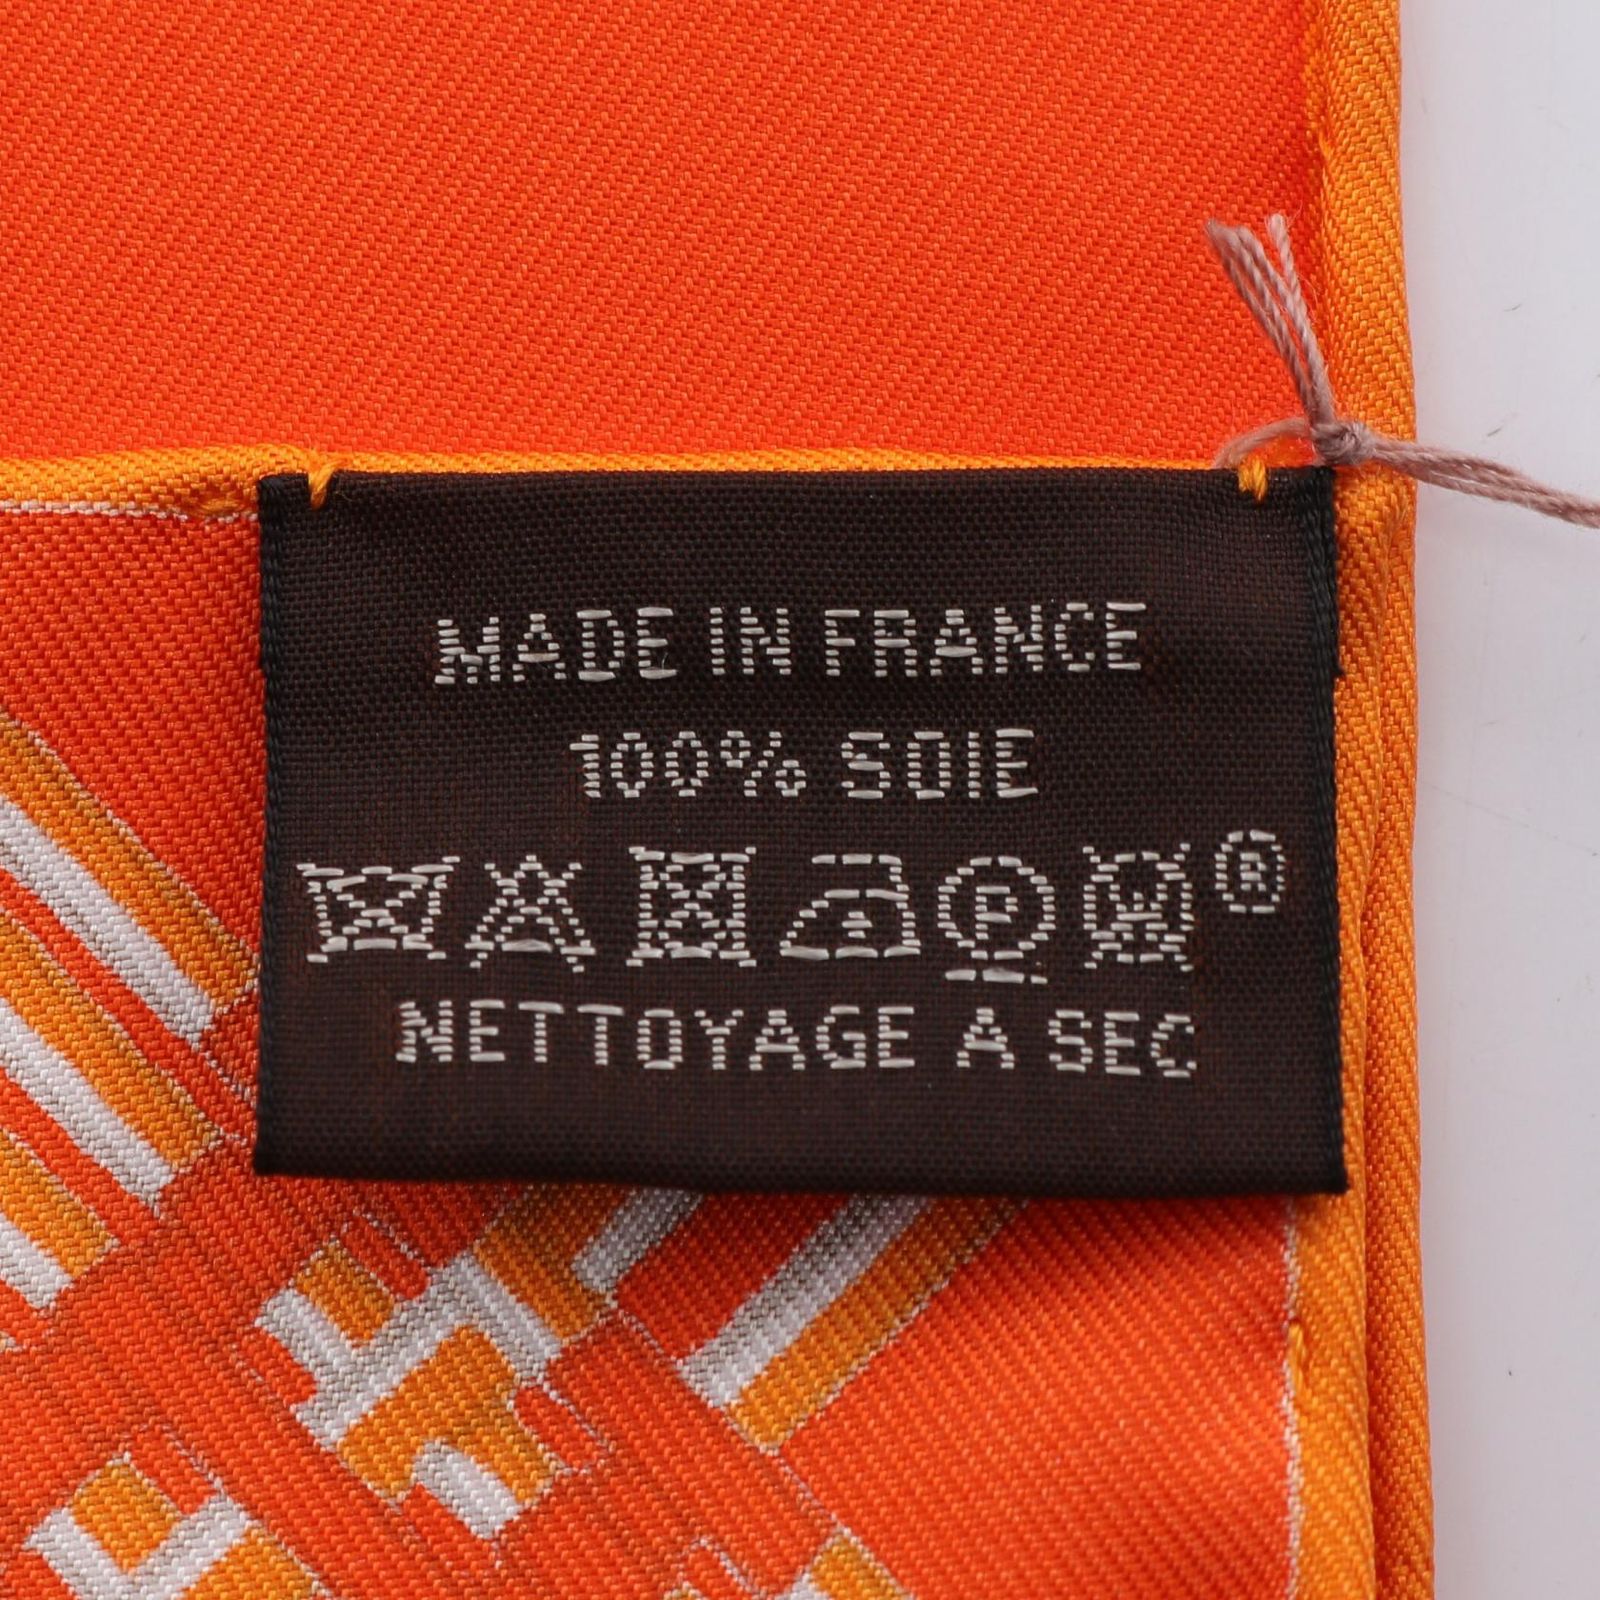 MADE IN FRANCE
100% SOIE
P W ®
NETTOYAGE A SEC